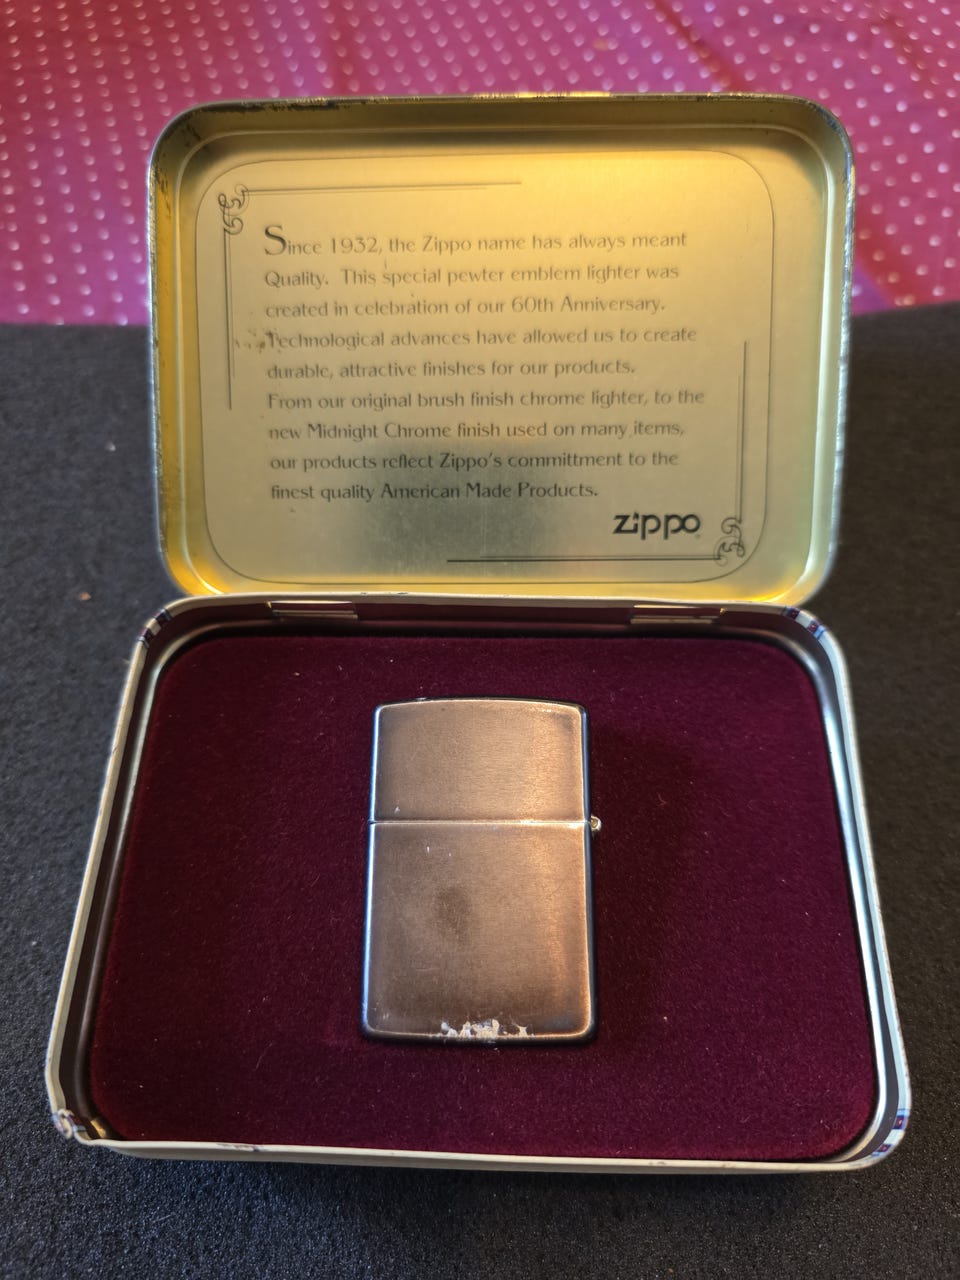 Since 1932, the Zippo name has always meant
Quality. This special pewter emblem lighter was
created in celebration of our 60th Anniversary.
Technological advances have allowed us to create
durable, attractive finishes for our products.
From our original brush finish chrome lighter, to the
new Midnight Chrome finish used on many items,
our products reflect Zippo's committment to the
finest quality American Made Products.
zippo